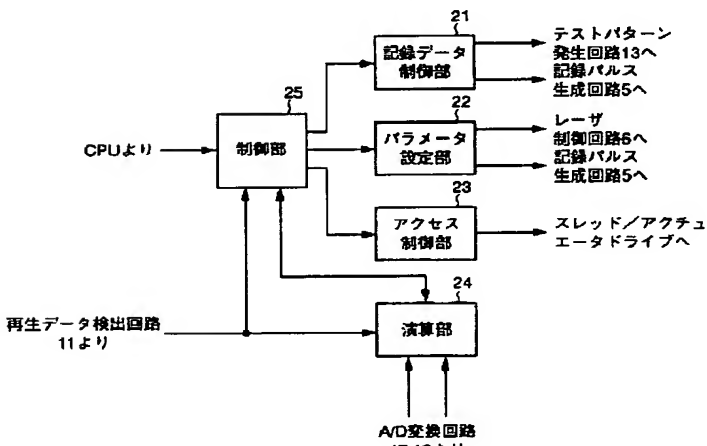 21
記録データ
制御部
テストパターン
発生回路13へ
記録パルス
生成回路5へ
25
制御部
CPUより
22
パラメータ
設定部
レーザ
制御回路6へ
記録パルス
生成回路5へ
23
アクセス
制御部
スレッド／アクチュ
エータドライブへ
24
演算部
再生データ検出回路
11より
A/D変換回路